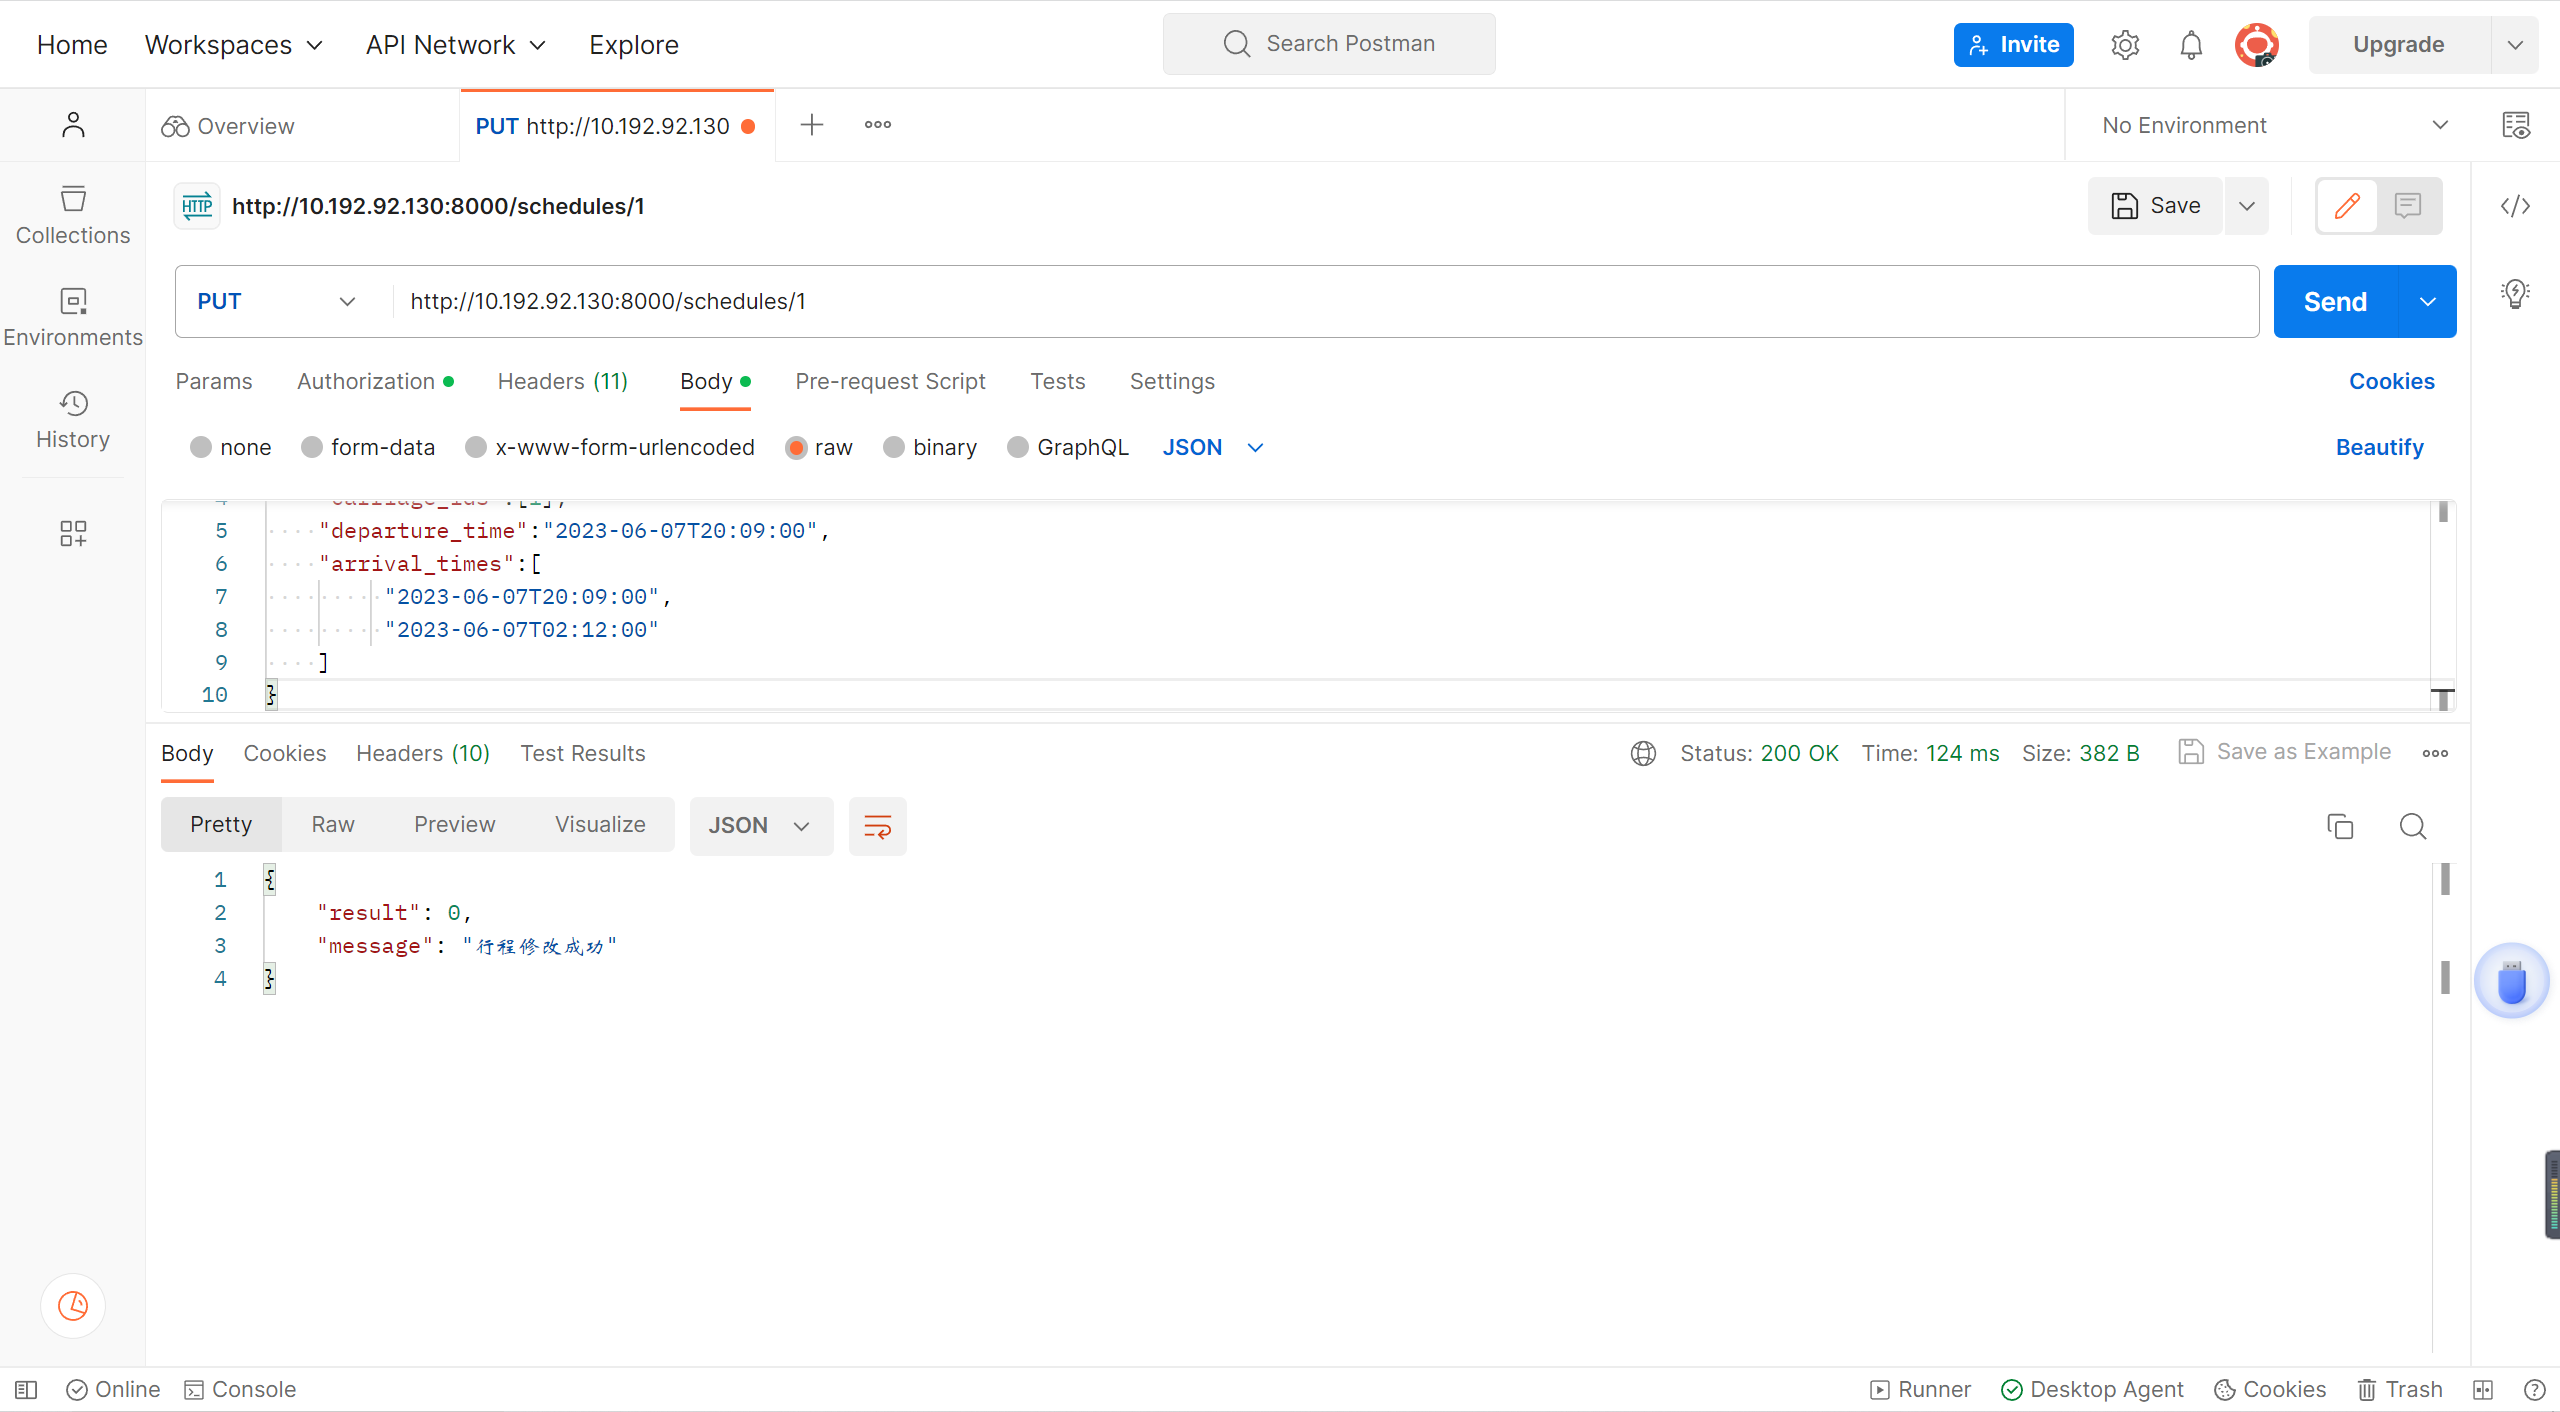 Home Workspaces API Network Explore Search Postman Invite Upgrade
Overview PUT http://10.192.92.130 No Environment
HTTP http://10.192.92.130:8000/schedules/1 Save
Collections
PUT http://10.192.92.130:8000/schedules/1 Send
Environments
Params Authorization Headers (11) Body Pre-request Script Tests Settings Cookies
History
none form-data x-www-form-urlencoded raw binary GraphQL JSON Beautify
5 "departure_time":"2023-06-07T20:09:00",
6 "arrival_times":[
7 "2023-06-07T20:09:00",
8 "2023-06-07T02:12:00"
9 ]
10 }
Body Cookies Headers (10) Test Results Status: 200 OK Time: 124 ms Size: 382 B Save as Example
Pretty Raw Preview Visualize JSON
1 {
2 "result": 0,
3 "message": "行程修改成功"
4 }
Online Console Runner Desktop Agent Cookies Trash